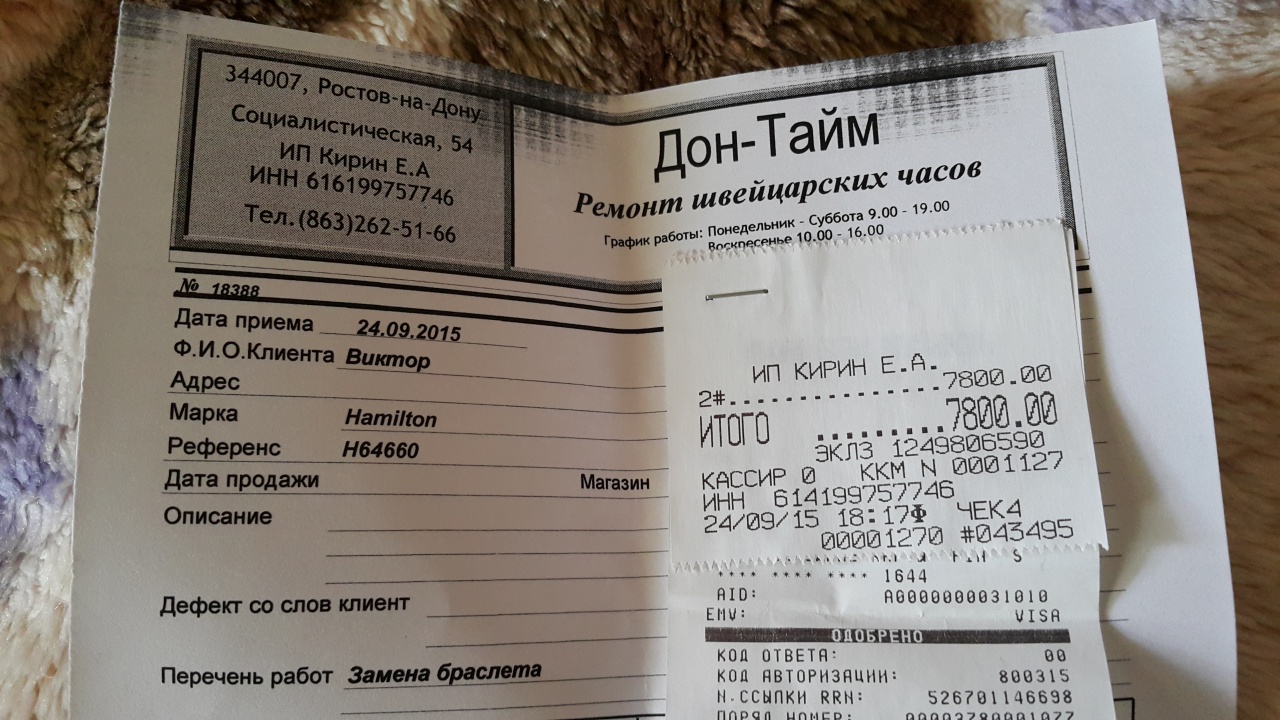 344007, Ростов-на-Дону
Социалистическая, 54
ИП Кирин Е.А
ИНН 616199757746
Тел.(863)262-51-66
Дон-Тайм
Ремонт швейцарских часов
График работы: Понедельник - Суббота 9.00 - 19.00
Воскресенье 10.00 - 16.00
№ 18388
Дата приема 24.09.2015
Ф.И.О.Клиента Виктор
Адрес
Марка Hamilton
Референс H64660
Дата продажи Магазин
Описание
Дефект со слов клиент
Перечень работ Замена браслета
ИП КИРИН Е.А.
2#..............7800.00
ИТОГО .........7800.00
ЭКЛЗ 1249806590
КАССИР 0 ККМ N 0001127
ИНН 614199757746
24/09/15 18:17Ф ЧЕК4
00001270 #043495
**** **** **** 1644
AID: A0000000031010
EMV: VISA
ОДОБРЕНО
КОД ОТВЕТА: 00
КОД АВТОРИЗАЦИИ: 800315
N.ССЫЛКИ RRN: 526701146698
ПОРЯД НОМЕР: 00003780001077